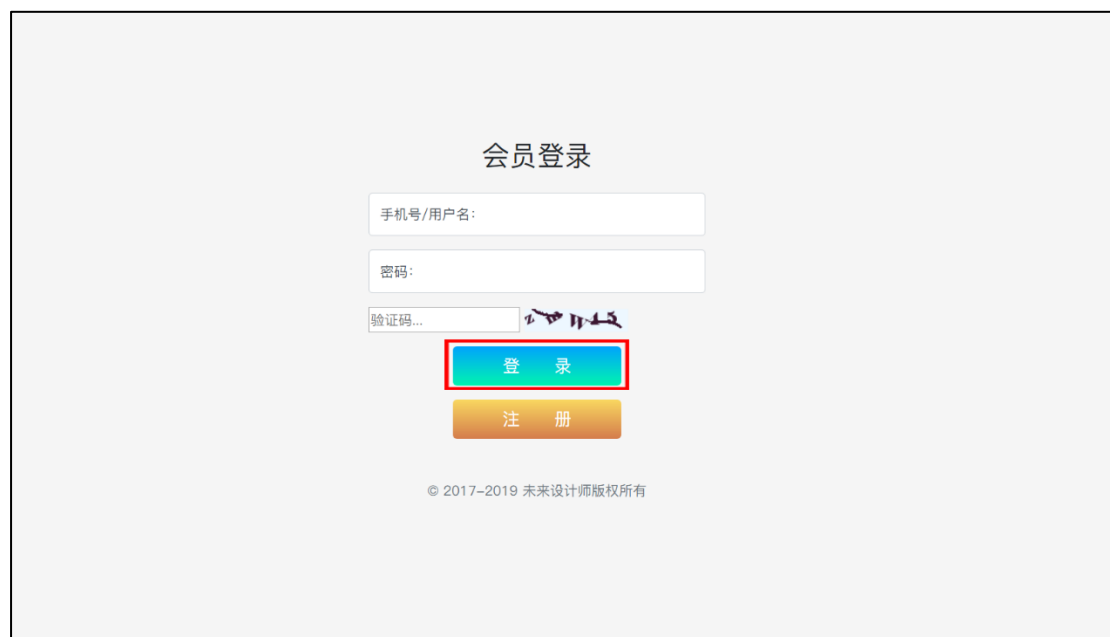 会员登录
手机号/用户名:
密码:
验证码...
登 录
注 册
© 2017-2019 未来设计师版权所有